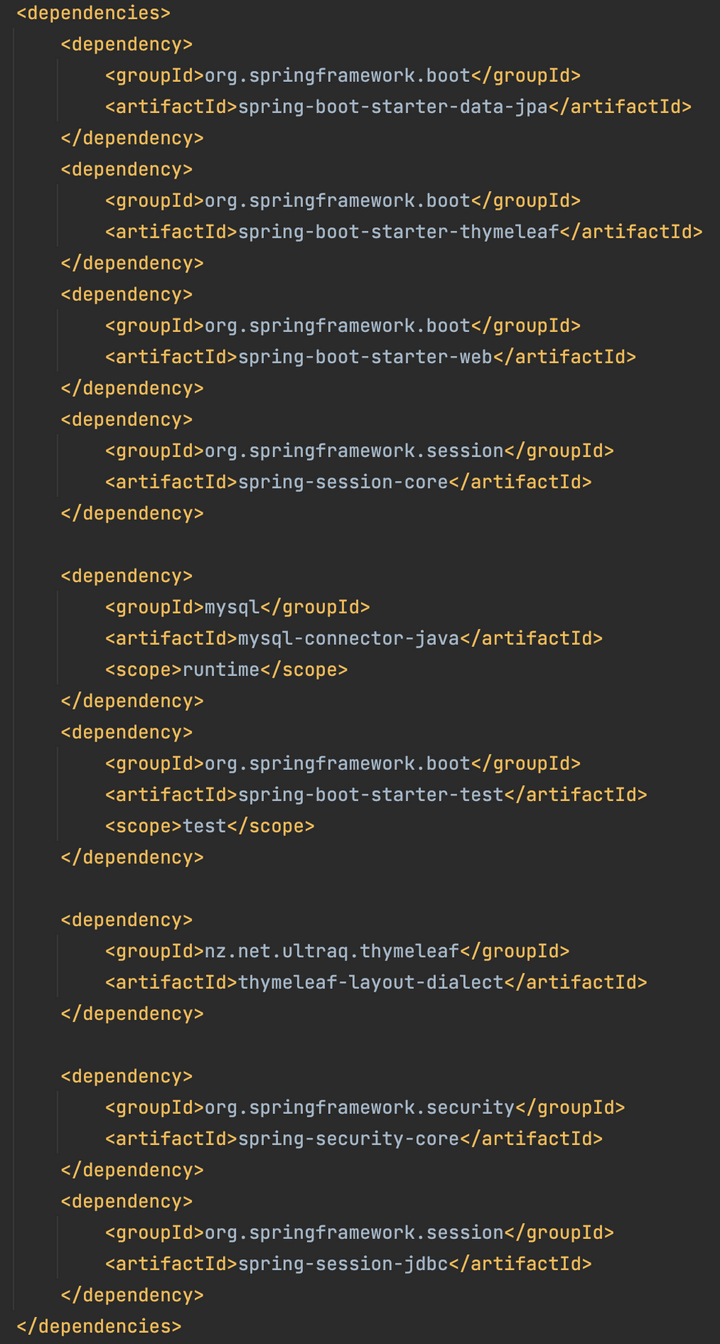 <dependencies>
    <dependency>
        <groupId>org.springframework.boot</groupId>
        <artifactId>spring-boot-starter-data-jpa</artifactId>
    </dependency>
    <dependency>
        <groupId>org.springframework.boot</groupId>
        <artifactId>spring-boot-starter-thymeleaf</artifactId>
    </dependency>
    <dependency>
        <groupId>org.springframework.boot</groupId>
        <artifactId>spring-boot-starter-web</artifactId>
    </dependency>
    <dependency>
        <groupId>org.springframework.session</groupId>
        <artifactId>spring-session-core</artifactId>
    </dependency>

    <dependency>
        <groupId>mysql</groupId>
        <artifactId>mysql-connector-java</artifactId>
        <scope>runtime</scope>
    </dependency>
    <dependency>
        <groupId>org.springframework.boot</groupId>
        <artifactId>spring-boot-starter-test</artifactId>
        <scope>test</scope>
    </dependency>

    <dependency>
        <groupId>nz.net.ultraq.thymeleaf</groupId>
        <artifactId>thymeleaf-layout-dialect</artifactId>
    </dependency>

    <dependency>
        <groupId>org.springframework.security</groupId>
        <artifactId>spring-security-core</artifactId>
    </dependency>
    <dependency>
        <groupId>org.springframework.session</groupId>
        <artifactId>spring-session-jdbc</artifactId>
    </dependency>
</dependencies>